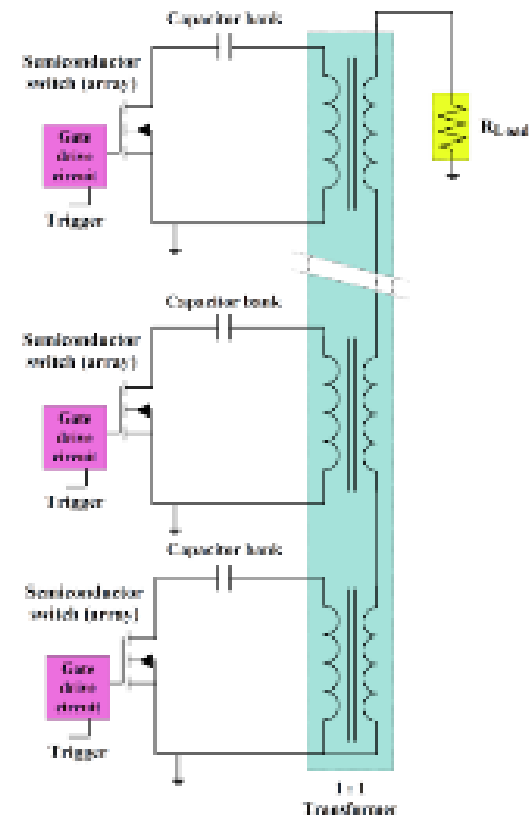 Capacitor bank
Semiconductor
switch (array)
Gate
drive
circuit
Trigger
RLoad
Capacitor bank
Semiconductor
switch (array)
Gate
drive
circuit
Trigger
Capacitor bank
Semiconductor
switch (array)
Gate
drive
circuit
Trigger
1 : 1
Transformer